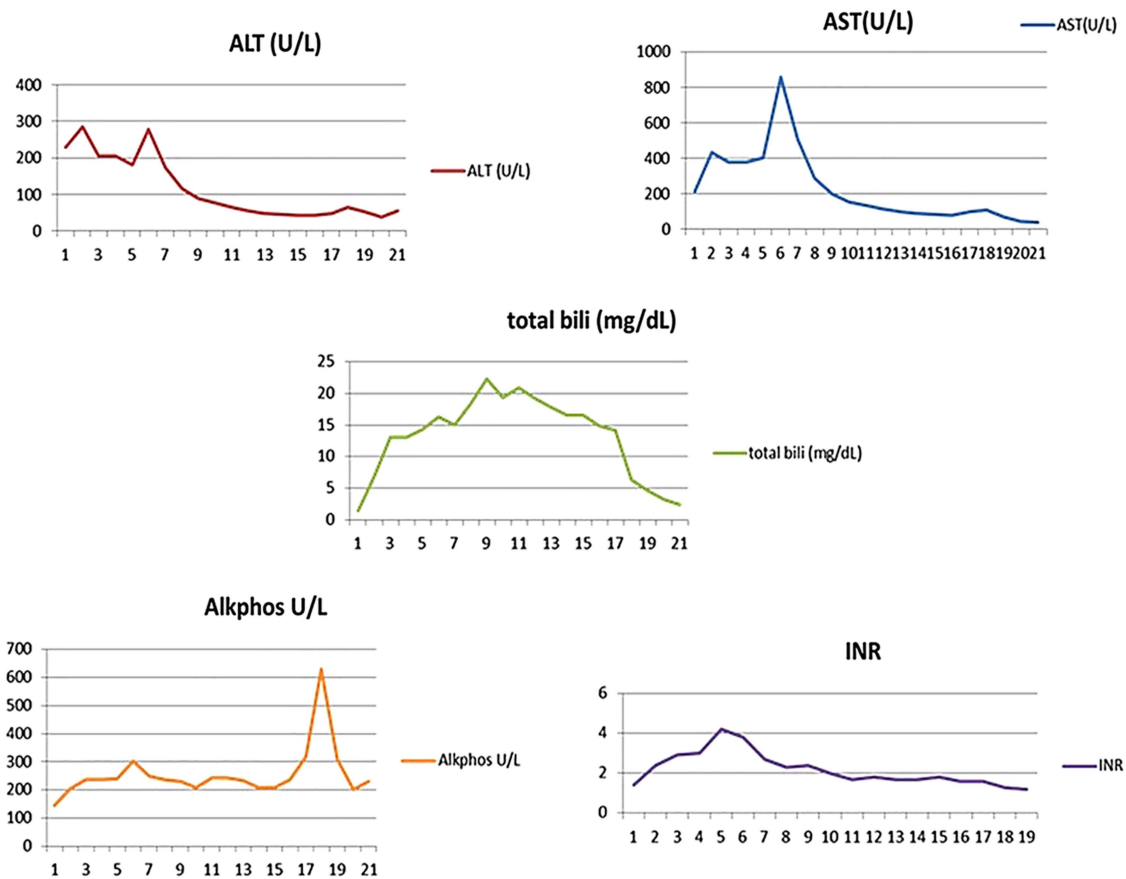 ALT (U/L)
400
300
200
100
0
1 3 5 7 9 11 13 15 17 19 21
ALT (U/L)
AST(U/L)
AST(U/L)
1000
800
600
400
200
0
1 2 3 4 5 6 7 8 9 10 11 12 13 14 15 16 17 18 19 20 21
total bili (mg/dL)
25
20
15
10
5
0
1 3 5 7 9 11 13 15 17 19 21
total bili (mg/dL)
Alkphos U/L
700
600
500
400
300
200
100
0
1 3 5 7 9 11 13 15 17 19 21
Alkphos U/L
INR
6
4
2
0
1 2 3 4 5 6 7 8 9 10 11 12 13 14 15 16 17 18 19
INR